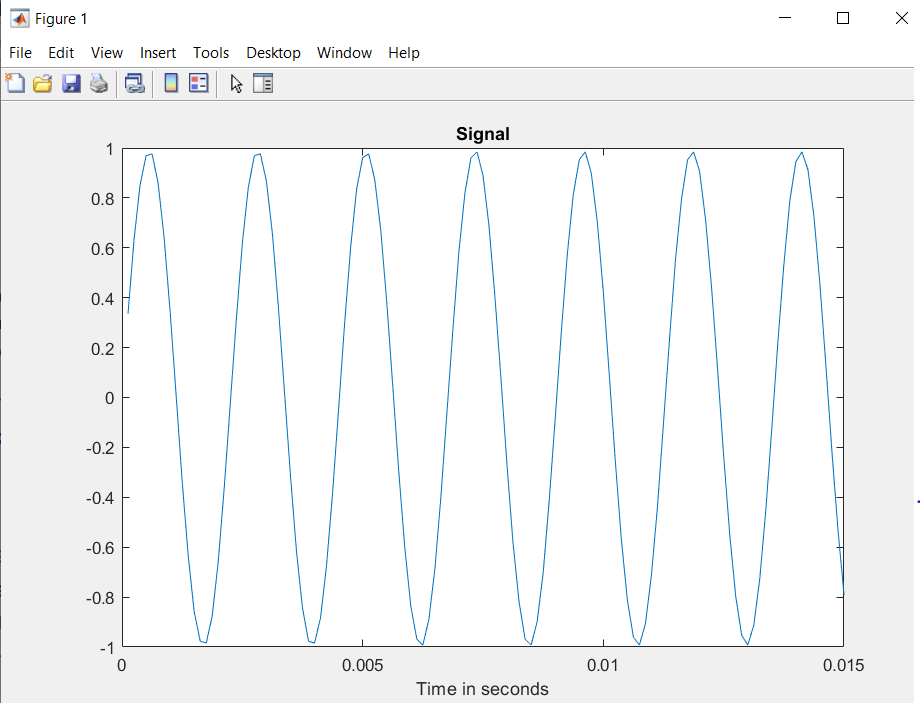 Figure 1
File Edit View Insert Tools Desktop Window Help
Signal
1
0.8
0.6
0.4
0.2
0
-0.2
-0.4
-0.6
-0.8
-1
0 0.005 0.01 0.015
Time in seconds